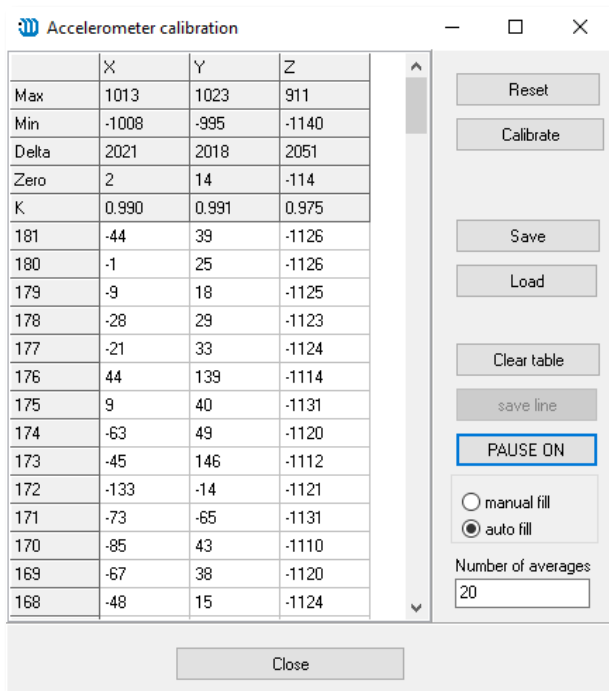 Accelerometer calibration
X Y Z
Max 1013 1023 911
Min -1008 -995 -1140
Delta 2021 2018 2051
Zero 2 14 -114
K 0.990 0.991 0.975
181 -44 39 -1126
180 -1 25 -1126
179 -9 18 -1125
178 -28 29 -1123
177 -21 33 -1124
176 44 139 -1114
175 9 40 -1131
174 -63 49 -1120
173 -45 146 -1112
172 -133 -14 -1121
171 -73 -65 -1131
170 -85 43 -1110
169 -67 38 -1120
168 -48 15 -1124
Reset
Calibrate
Save
Load
Clear table
save line
PAUSE ON
manual fill
auto fill
Number of averages
20
Close